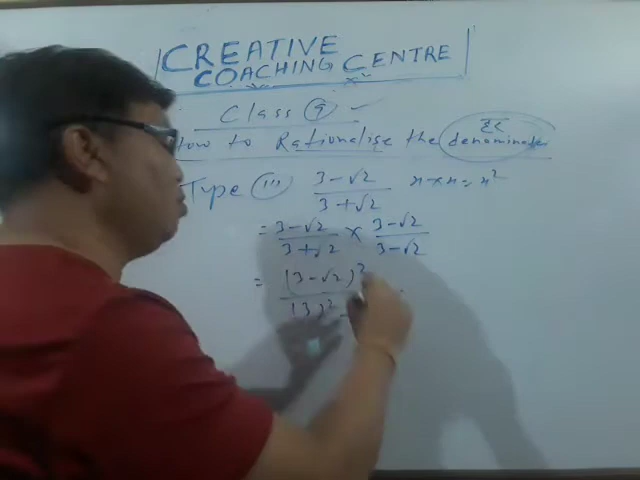 CREATIVE
COACHING CENTRE
Class 9
How to Rationalise the denominator
Type (111) 3-√2 / 3+√2 x × x = x²
= 3-√2 / 3+√2 × 3-√2 / 3-√2
= (3-√2)² / (3)² -